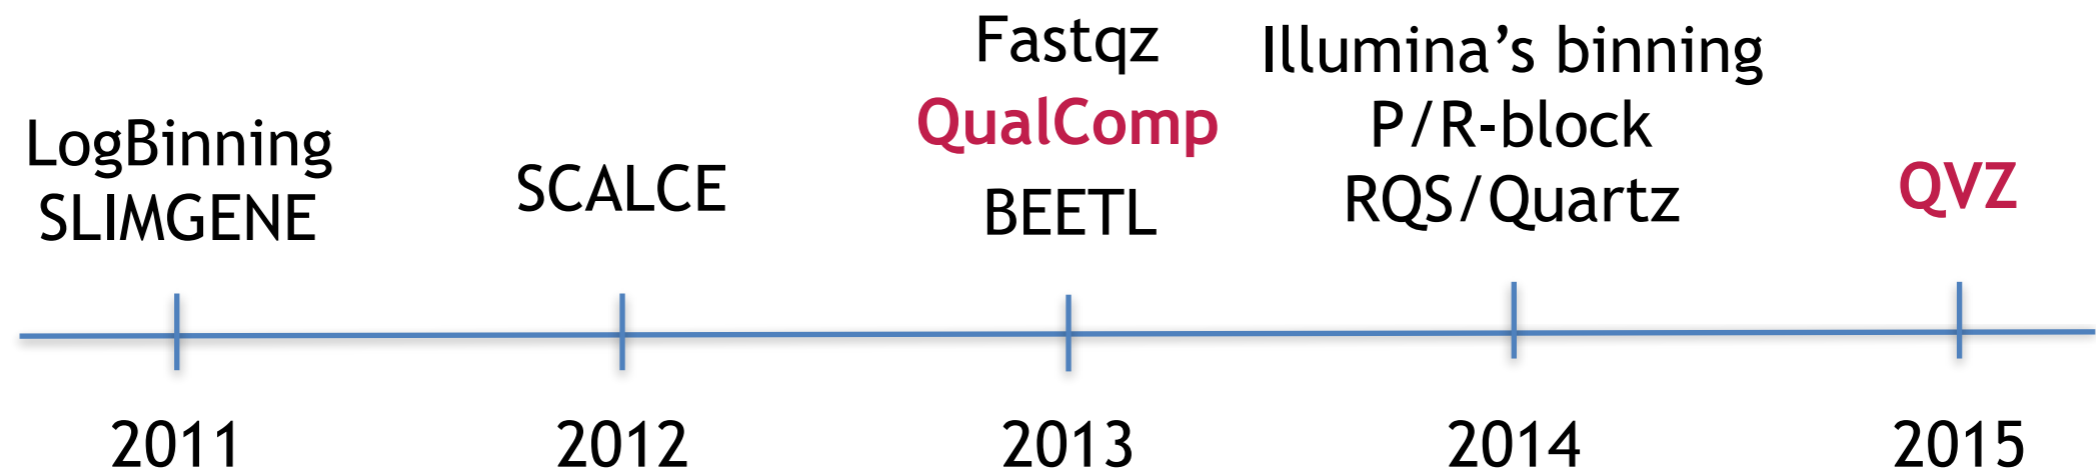 LogBinning
SLIMGENE
SCALCE
Fastqz
QualComp
BEETL
Illumina’s binning
P/R-block
RQS/Quartz
QVZ
2011
2012
2013
2014
2015